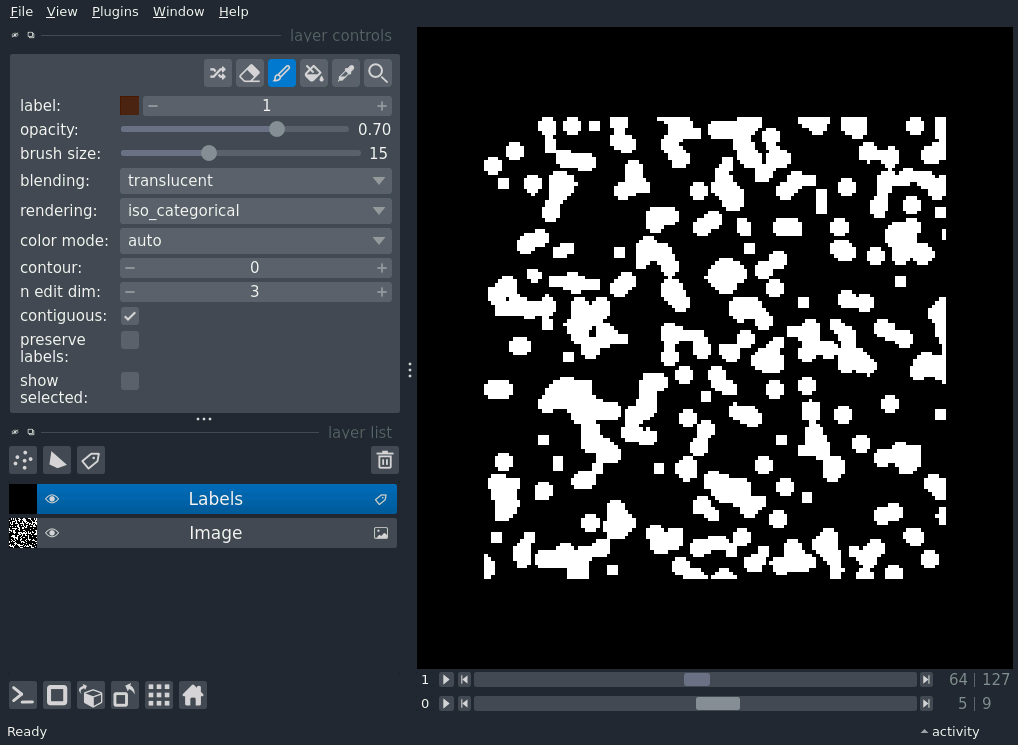 File View Plugins Window Help
layer controls
label: 1
opacity: 0.70
brush size: 15
blending: translucent
rendering: iso_categorical
color mode: auto
contour: 0
n edit dim: 3
contiguous:
preserve
labels:
show
selected:
layer list
Labels
Image
1 64 | 127
0 5 | 9
Ready
activity